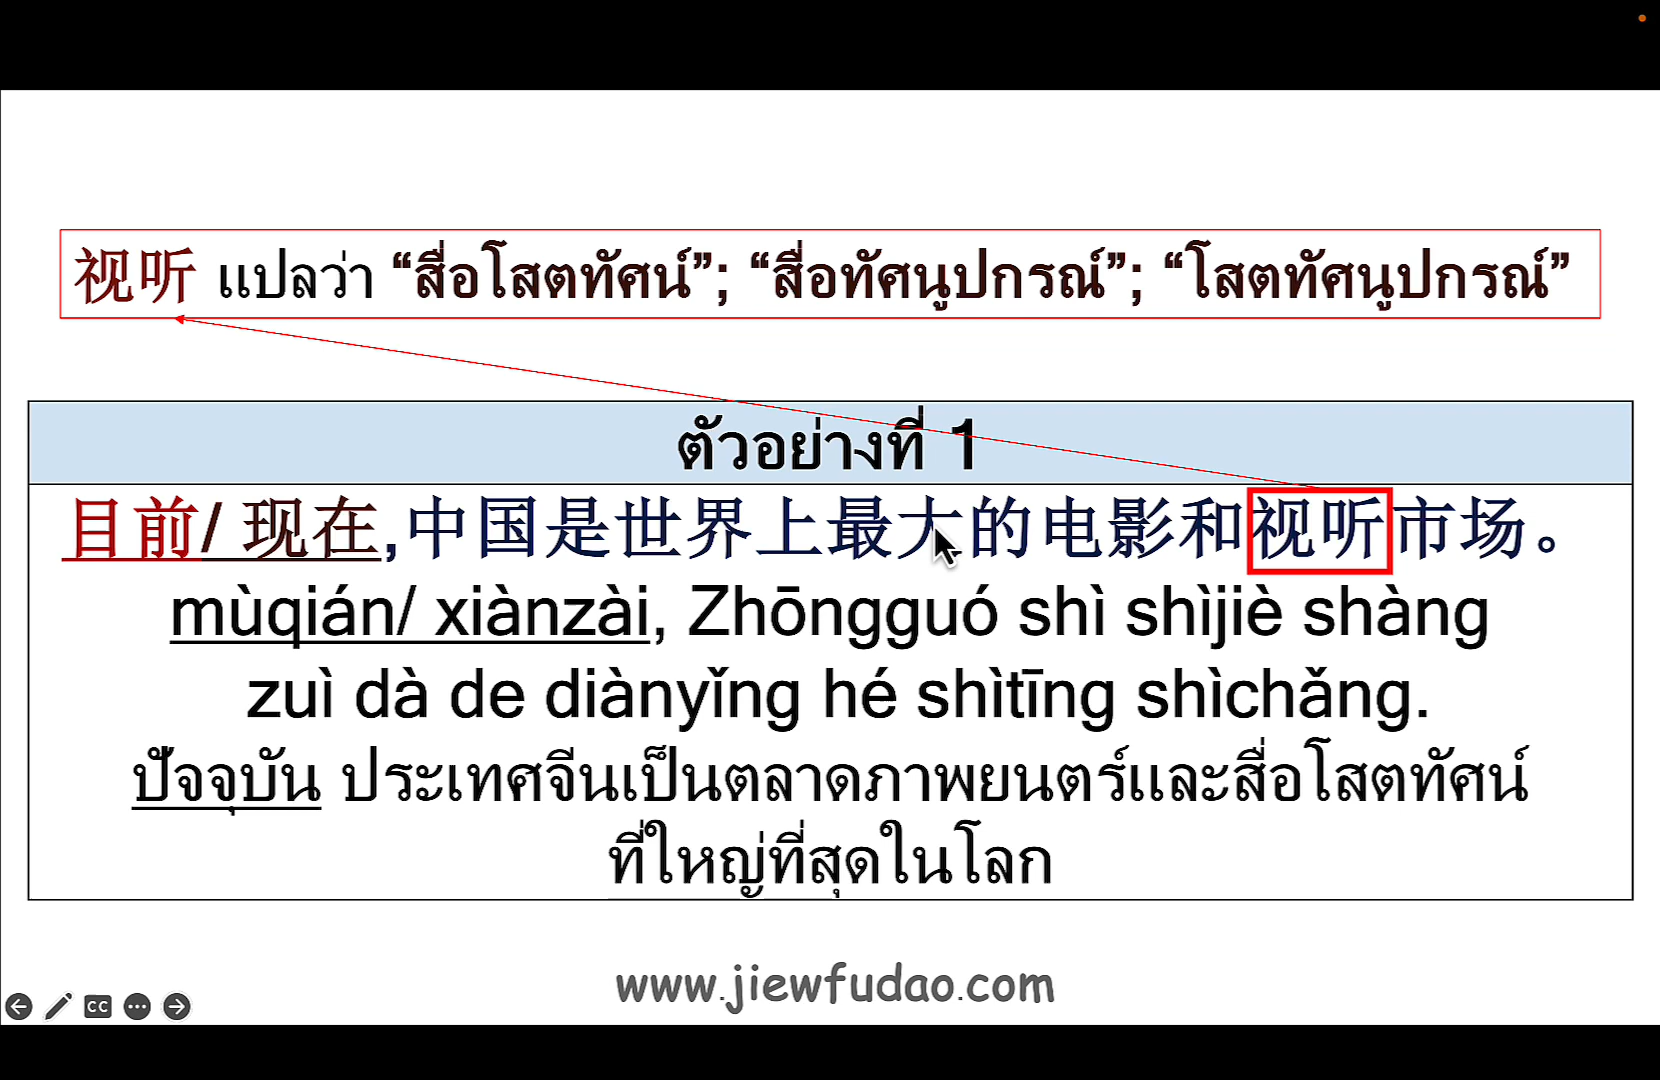 视听 แปลว่า “สื่อโสตทัศน์”; “สื่อทัศนูปกรณ์”; “โสตทัศนูปกรณ์”
ตัวอย่างที่ 1
目前/ 现在,中国是世界上最大的电影和视听市场。
mùqián/ xiànzài, Zhōngguó shì shìjiè shàng
zuì dà de diànyǐng hé shìtīng shìchǎng.
ปัจจุบัน ประเทศจีนเป็นตลาดภาพยนตร์และสื่อโสตทัศน์
ที่ใหญ่ที่สุดในโลก
www.jiewfudao.com
CC